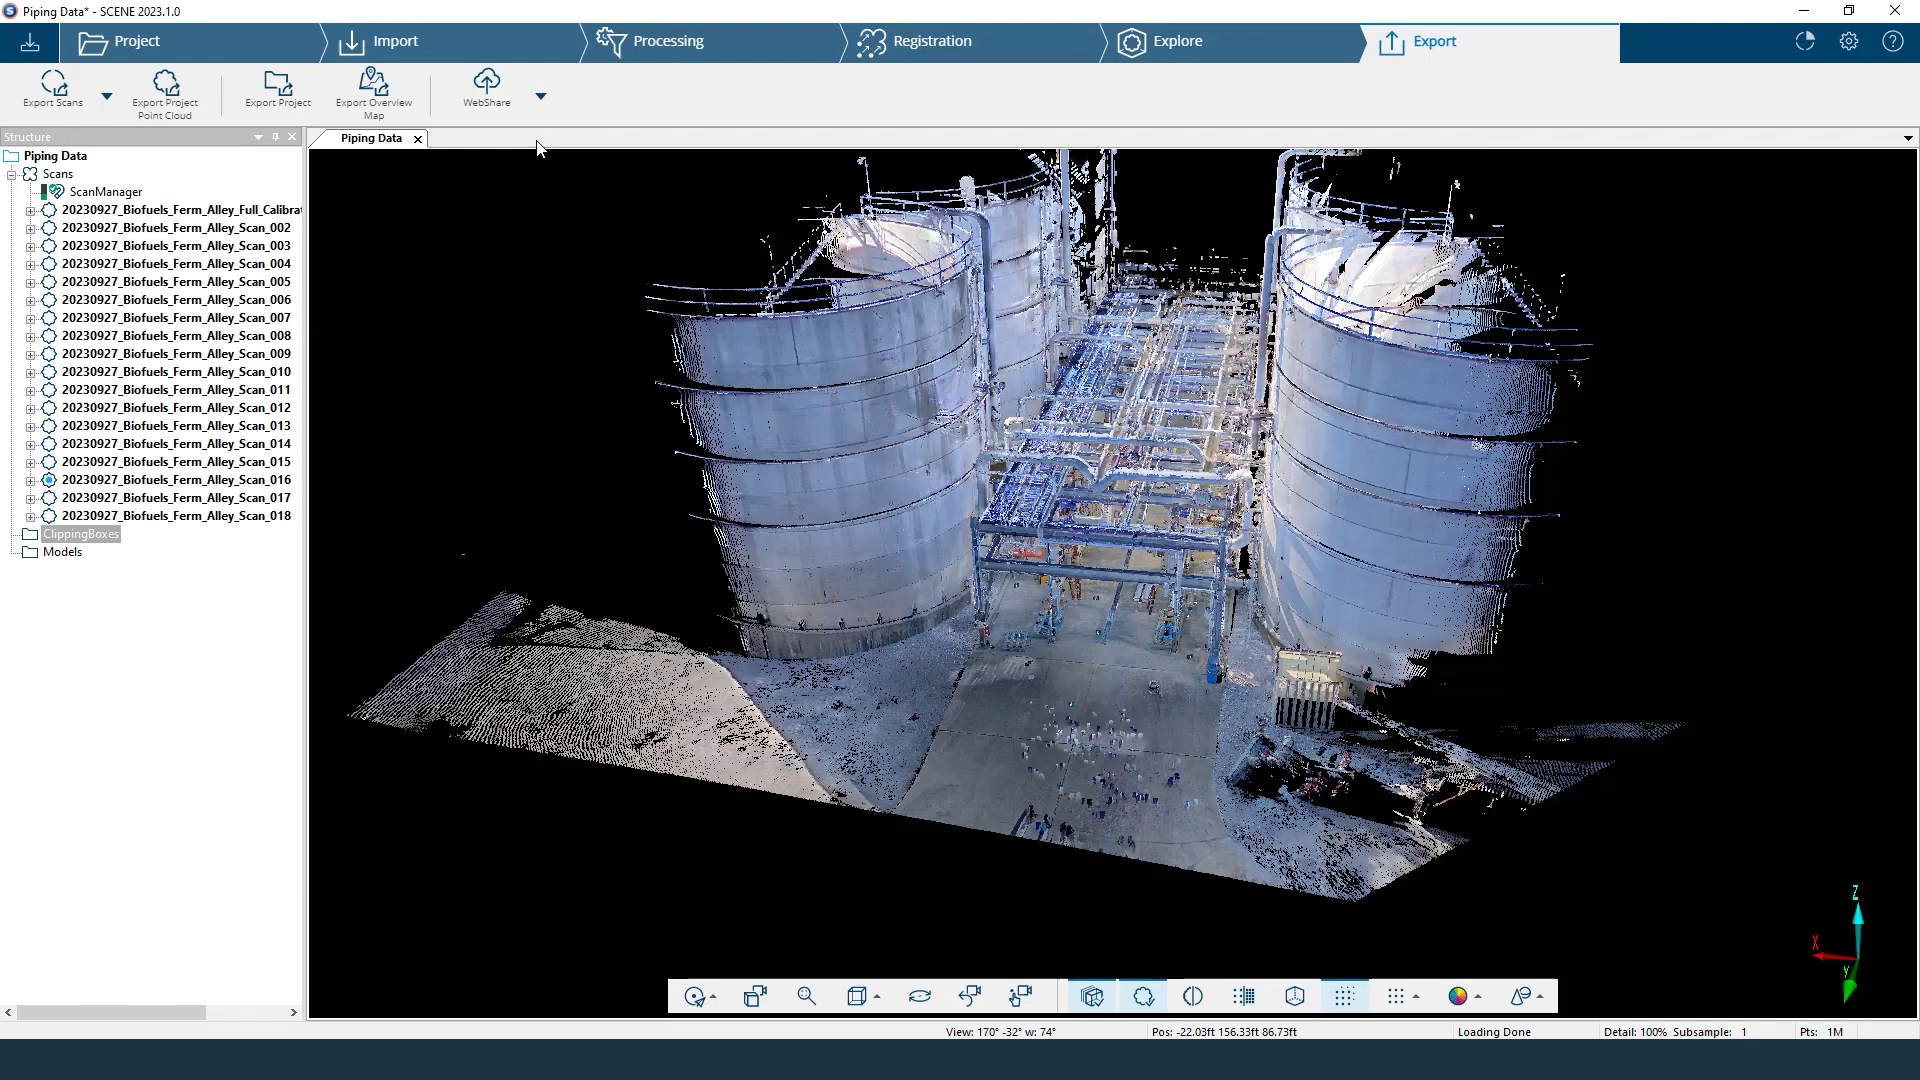 Piping Data* - SCENE 2023.1.0
Project
Import
Processing
Registration
Explore
Export
Export Scans
Export Project
Point Cloud
Export Project
Export Overview
Map
WebShare
Structure
Piping Data
Piping Data
Scans
ScanManager
20230927_Biofuels_Ferm_Alley_Full_Calibrat
20230927_Biofuels_Ferm_Alley_Scan_002
20230927_Biofuels_Ferm_Alley_Scan_003
20230927_Biofuels_Ferm_Alley_Scan_004
20230927_Biofuels_Ferm_Alley_Scan_005
20230927_Biofuels_Ferm_Alley_Scan_006
20230927_Biofuels_Ferm_Alley_Scan_007
20230927_Biofuels_Ferm_Alley_Scan_008
20230927_Biofuels_Ferm_Alley_Scan_009
20230927_Biofuels_Ferm_Alley_Scan_010
20230927_Biofuels_Ferm_Alley_Scan_011
20230927_Biofuels_Ferm_Alley_Scan_012
20230927_Biofuels_Ferm_Alley_Scan_013
20230927_Biofuels_Ferm_Alley_Scan_014
20230927_Biofuels_Ferm_Alley_Scan_015
20230927_Biofuels_Ferm_Alley_Scan_016
20230927_Biofuels_Ferm_Alley_Scan_017
20230927_Biofuels_Ferm_Alley_Scan_018
ClippingBoxes
Models
Z
X
Y
View: 170° -32° w: 74°
Pos: -22.03ft 156.33ft 86.73ft
Loading Done
Detail: 100% Subsample: 1
Pts: 1M